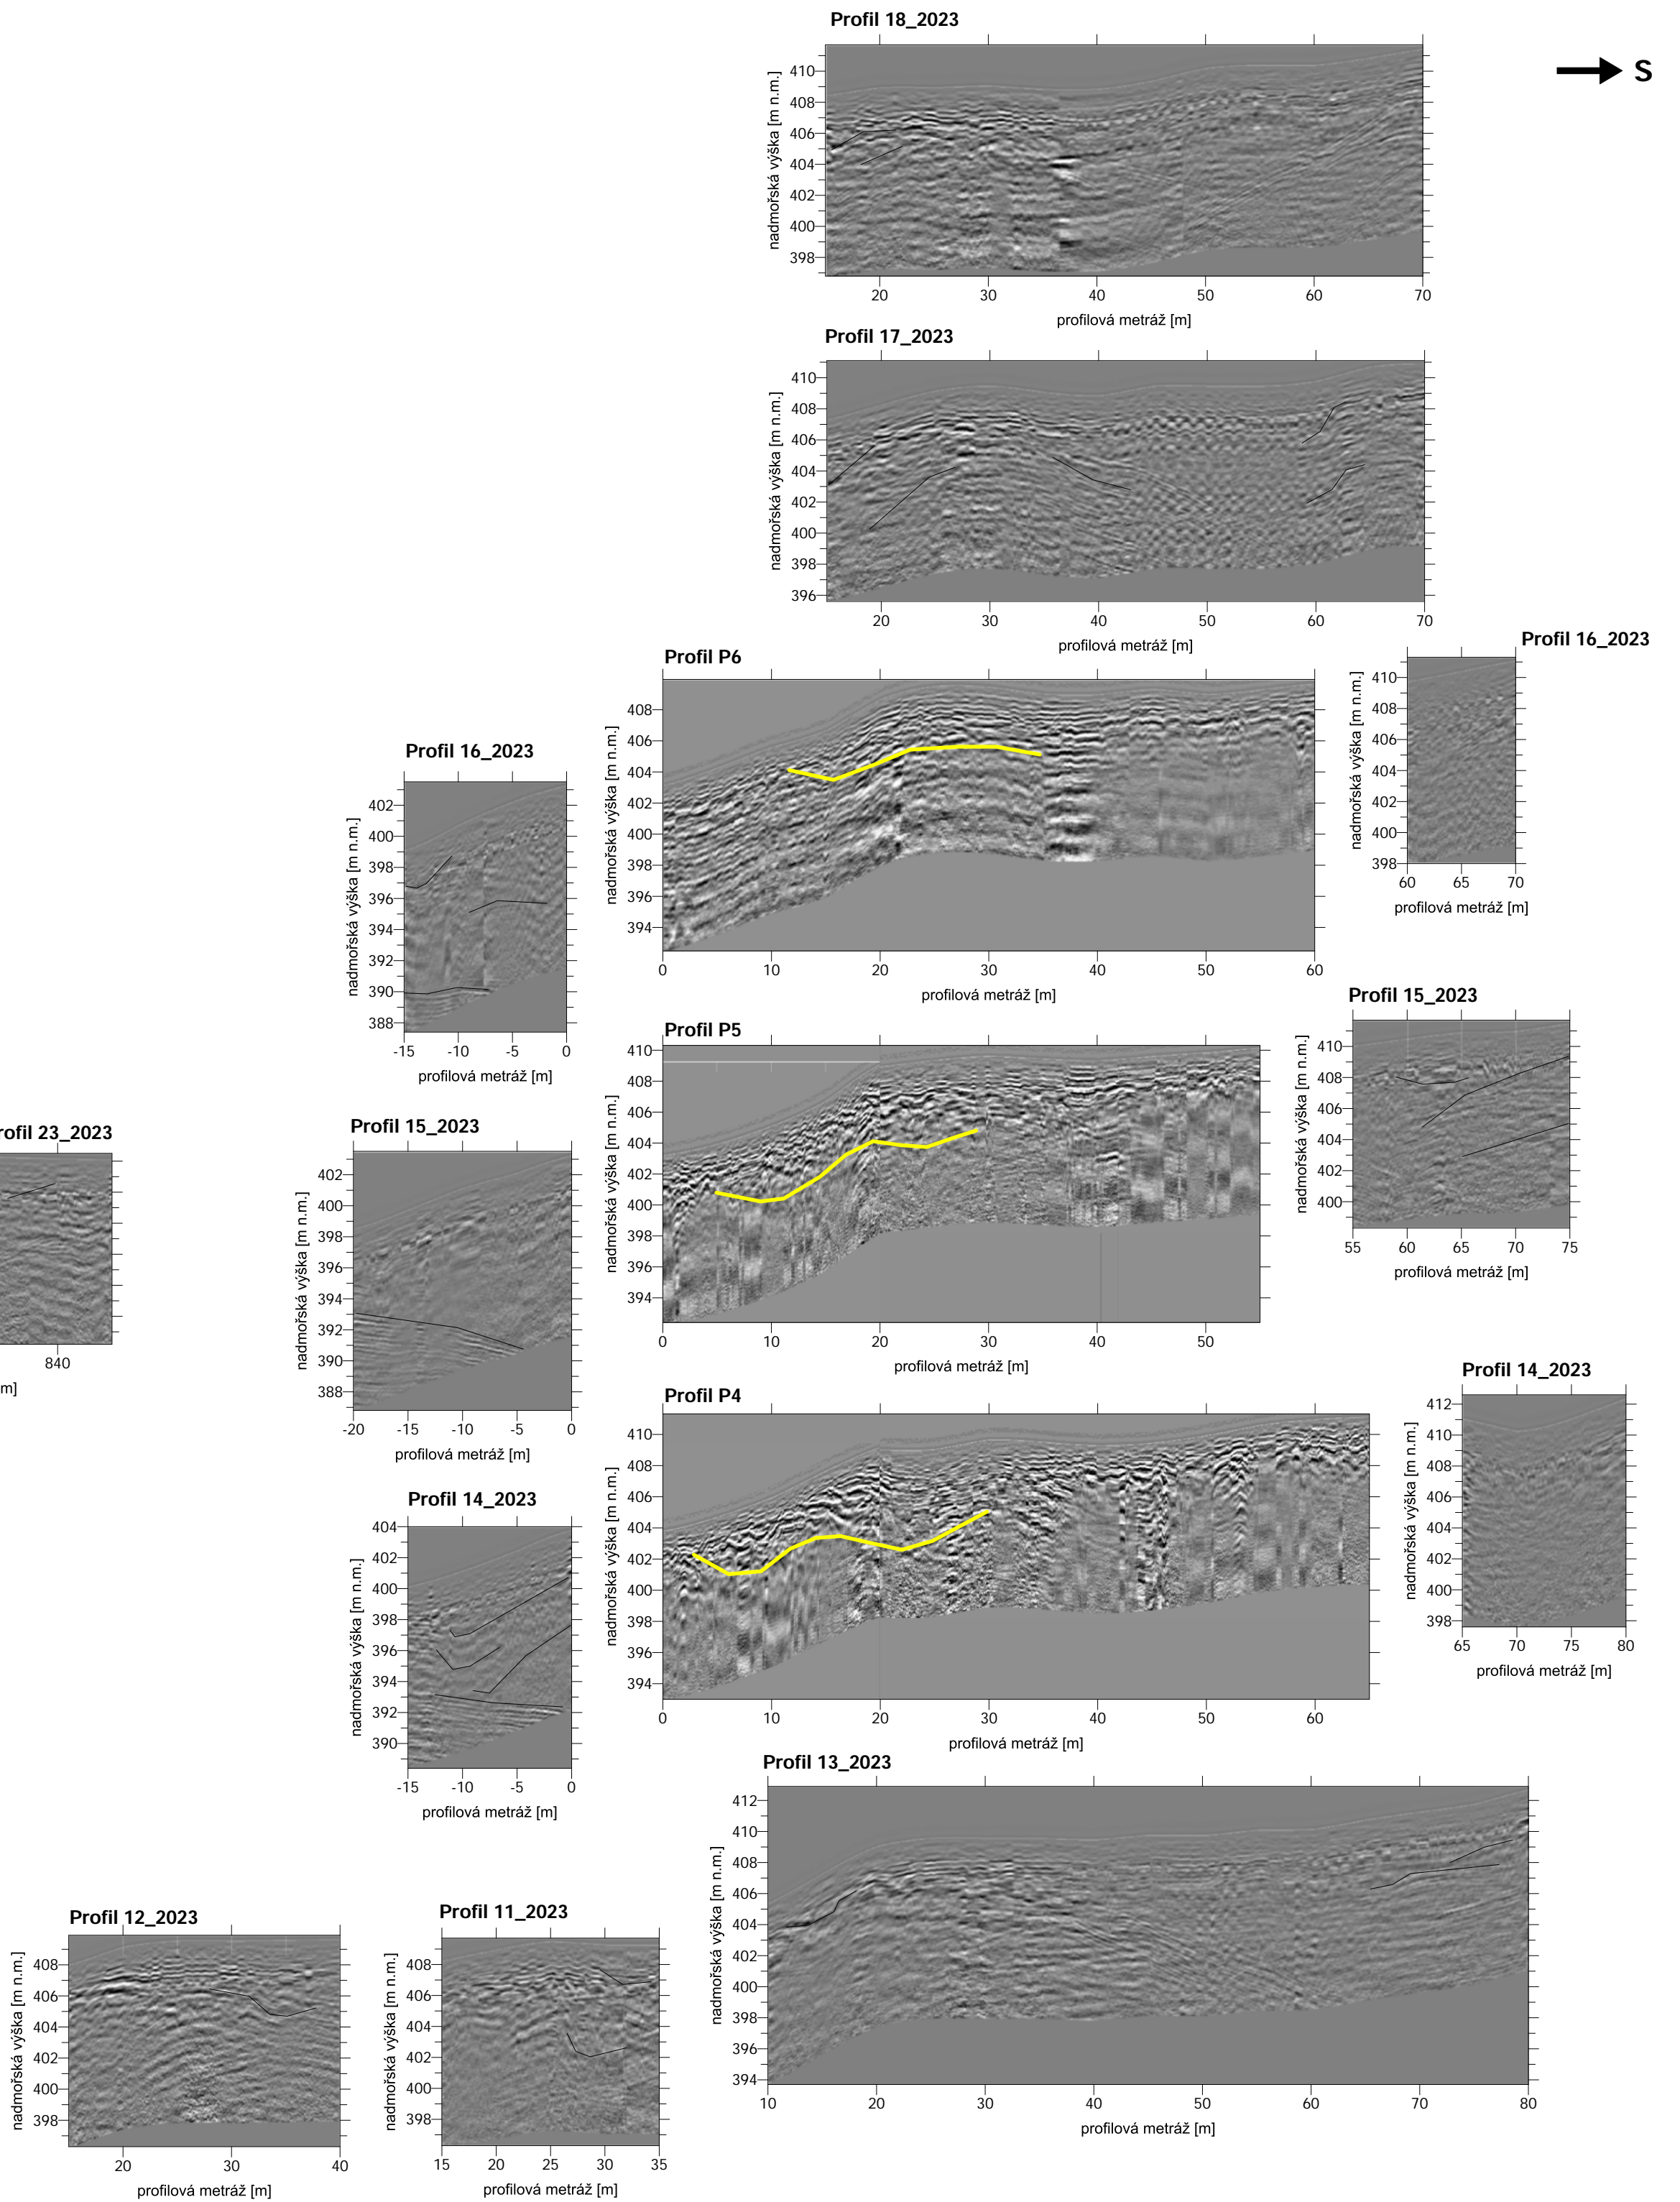 Profil 18_2023
S
nadmořská výška [m n.m.]
410
408
406
404
402
400
398
20 30 40 50 60 70
profilová metráž [m]
Profil 17_2023
nadmořská výška [m n.m.]
410
408
406
404
402
400
398
396
20 30 40 50 60 70
profilová metráž [m]
Profil P6
nadmořská výška [m n.m.]
408
406
404
402
400
398
396
394
0 10 20 30 40 50 60
profilová metráž [m]
Profil 16_2023
nadmořská výška [m n.m.]
410
408
406
404
402
400
398
60 65 70
profilová metráž [m]
Profil 16_2023
nadmořská výška [m n.m.]
402
400
398
396
394
392
390
388
-15 -10 -5 0
profilová metráž [m]
Profil P5
nadmořská výška [m n.m.]
410
408
406
404
402
400
398
396
394
0 10 20 30 40 50
profilová metráž [m]
Profil 15_2023
nadmořská výška [m n.m.]
410
408
406
404
402
400
55 60 65 70 75
profilová metráž [m]
rofil 23_2023
840
m]
Profil 15_2023
nadmořská výška [m n.m.]
402
400
398
396
394
392
390
388
-20 -15 -10 -5 0
profilová metráž [m]
Profil P4
nadmořská výška [m n.m.]
410
408
406
404
402
400
398
396
394
0 10 20 30 40 50 60
profilová metráž [m]
Profil 14_2023
nadmořská výška [m n.m.]
412
410
408
406
404
402
400
398
65 70 75 80
profilová metráž [m]
Profil 14_2023
nadmořská výška [m n.m.]
404
402
400
398
396
394
392
390
-15 -10 -5 0
profilová metráž [m]
Profil 13_2023
nadmořská výška [m n.m.]
412
410
408
406
404
402
400
398
396
394
10 20 30 40 50 60 70 80
profilová metráž [m]
Profil 12_2023
nadmořská výška [m n.m.]
408
406
404
402
400
398
20 30 40
profilová metráž [m]
Profil 11_2023
nadmořská výška [m n.m.]
408
406
404
402
400
398
15 20 25 30 35
profilová metráž [m]